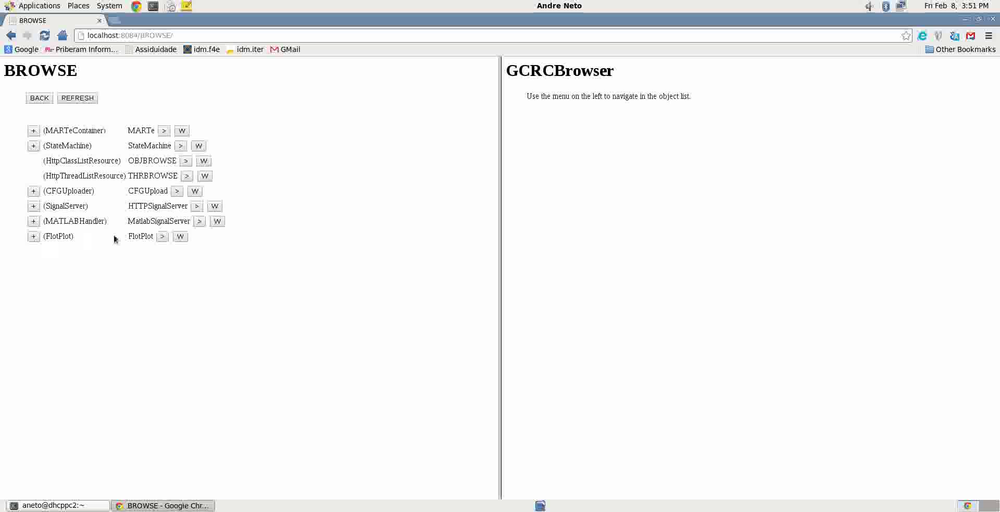 Applications Places System Andre Neto Fri Feb 8, 3:51 PM
BROWSE
localhost:8084/BROWSE/
Google Priberam Inform... Assiduidade idm.f4e idm.iter GMail Other Bookmarks
BROWSE
BACK REFRESH
+ (MARTeContainer) MARTe > W
+ (StateMachine) StateMachine > W
(HttpClassListResource) OBJBROWSE > W
(HttpThreadListResource) THRBROWSE > W
+ (CFGUploader) CFGUpload > W
+ (SignalServer) HTTPSignalServer > W
+ (MATLABHandler) MatlabSignalServer > W
+ (FlotPlot) FlotPlot > W
GCRCBrowser
Use the menu on the left to navigate in the object list.
aneto@dhcppc2:~ BROWSE - Google Chr...